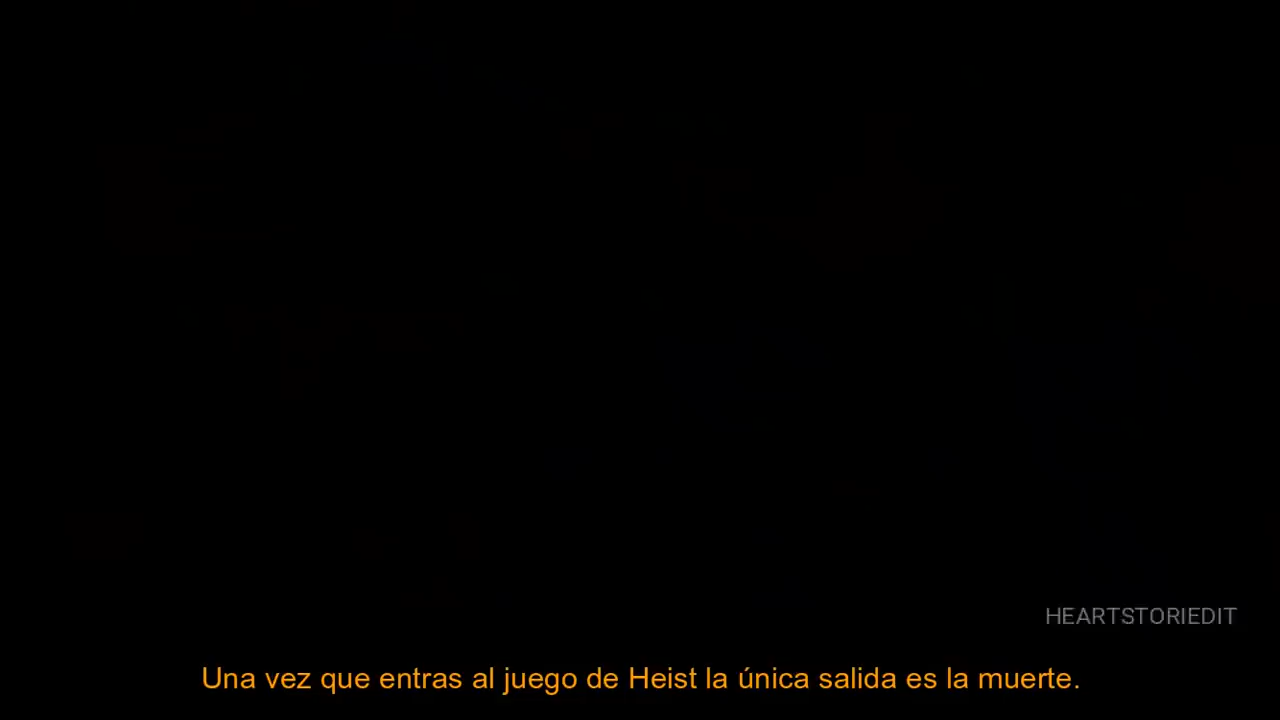 HEARTSTORIEDIT
Una vez que entras al juego de Heist la única salida es la muerte.